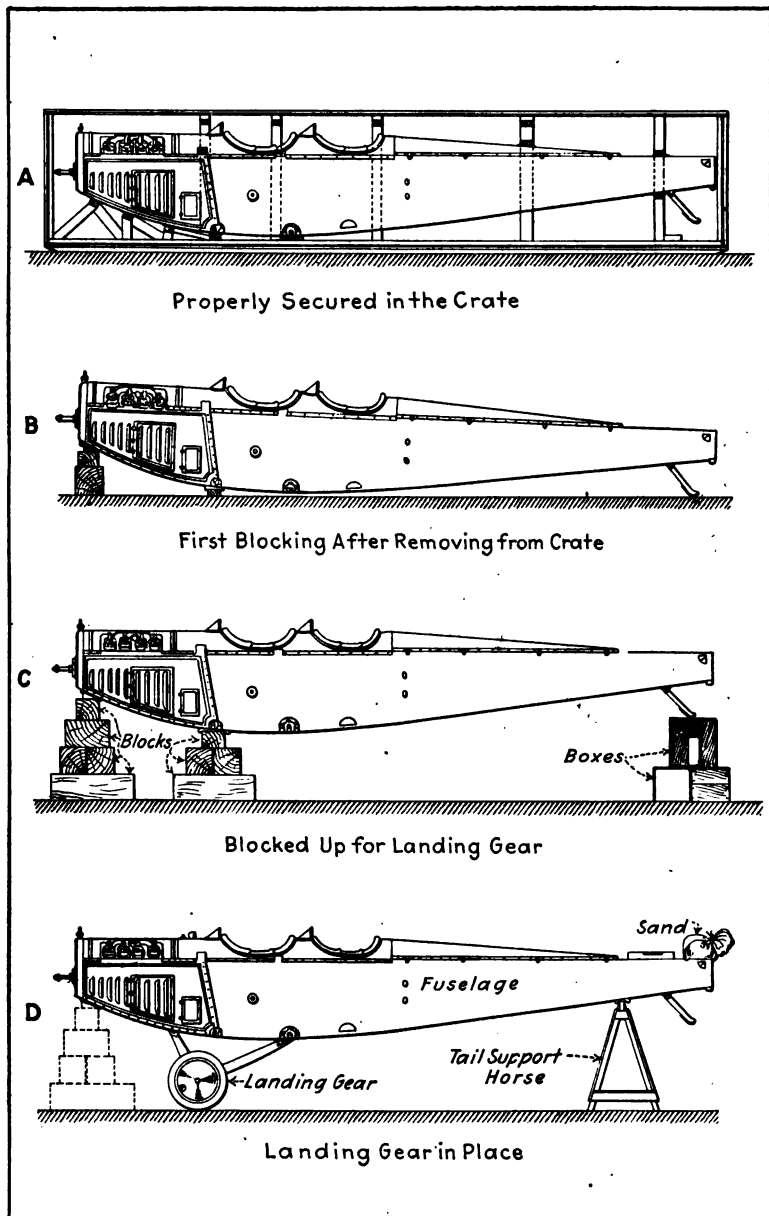 A
Properly Secured in the Crate
B
First Blocking After Removing from Crate
C
Blocks
Boxes
Blocked Up for Landing Gear
D
Sand
Fuselage
Landing Gear
Tail Support
Horse
Landing Gear in Place